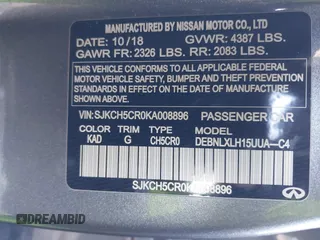 MANUFACTURED BY NISSAN MOTOR CO., LTD
DATE: 10/18 GVWR: 4387 LBS.
GAWR FR: 2326 LBS. RR: 2083 LBS.
THIS VEHICLE CONFORMS TO ALL APPLICABLE
FEDERAL MOTOR VEHICLE SAFETY, BUMPER,
AND THEFT PREVENTION STANDARDS IN EFFECT
ON THE DATE OF MANUFACTURE SHOWN ABOVE.
VIN:SJKCH5CR0KA008896 PASSENGER CAR
COLOR TRIM MODEL
KAD G CH5CR0 DEBNLXLH15UUA—C4
SJKCH5CR0KA008896
INFINITI
DREAMBID